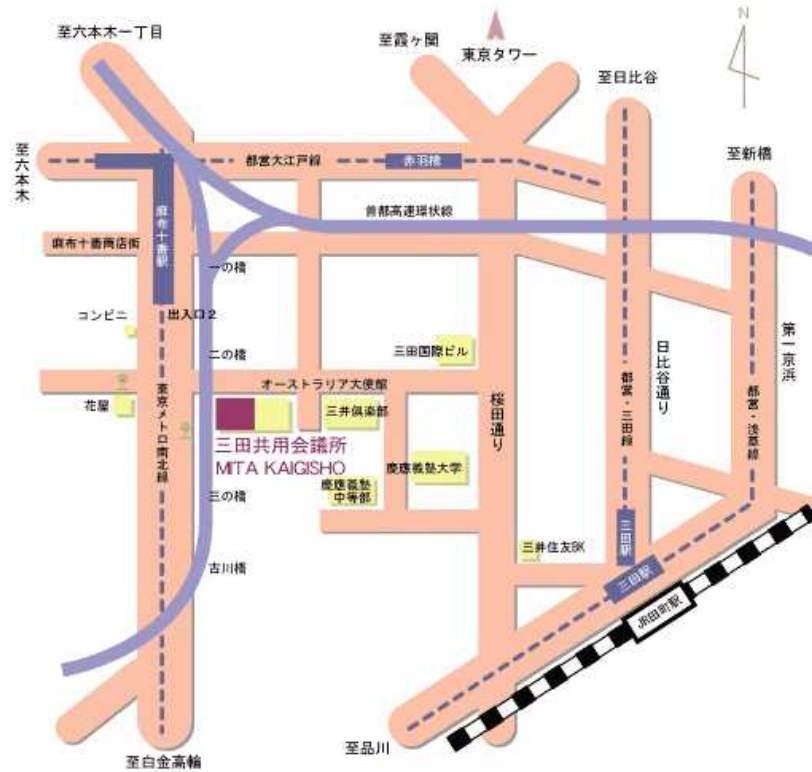 至六本木一丁目
至霞ヶ関
東京タワー
N
至日比谷
至新橋
至六本木
都営大江戸線
赤羽橋
首都高速環状線
麻布十番駅
麻布十番商店街
一の橋
コンビニ
出入口2
二の橋
三田国際ビル
第一京浜
日比谷通り
都営・三田線
都営・浅草線
桜田通り
オーストラリア大使館
花屋
東京メトロ南北線
三井倶楽部
三田共用会議所
MITA KAIGISHO
慶應義塾大学
慶應義塾
中等部
三の橋
三田駅
三井住友BK
古川橋
三田駅
JR田町駅
至品川
至白金高輪